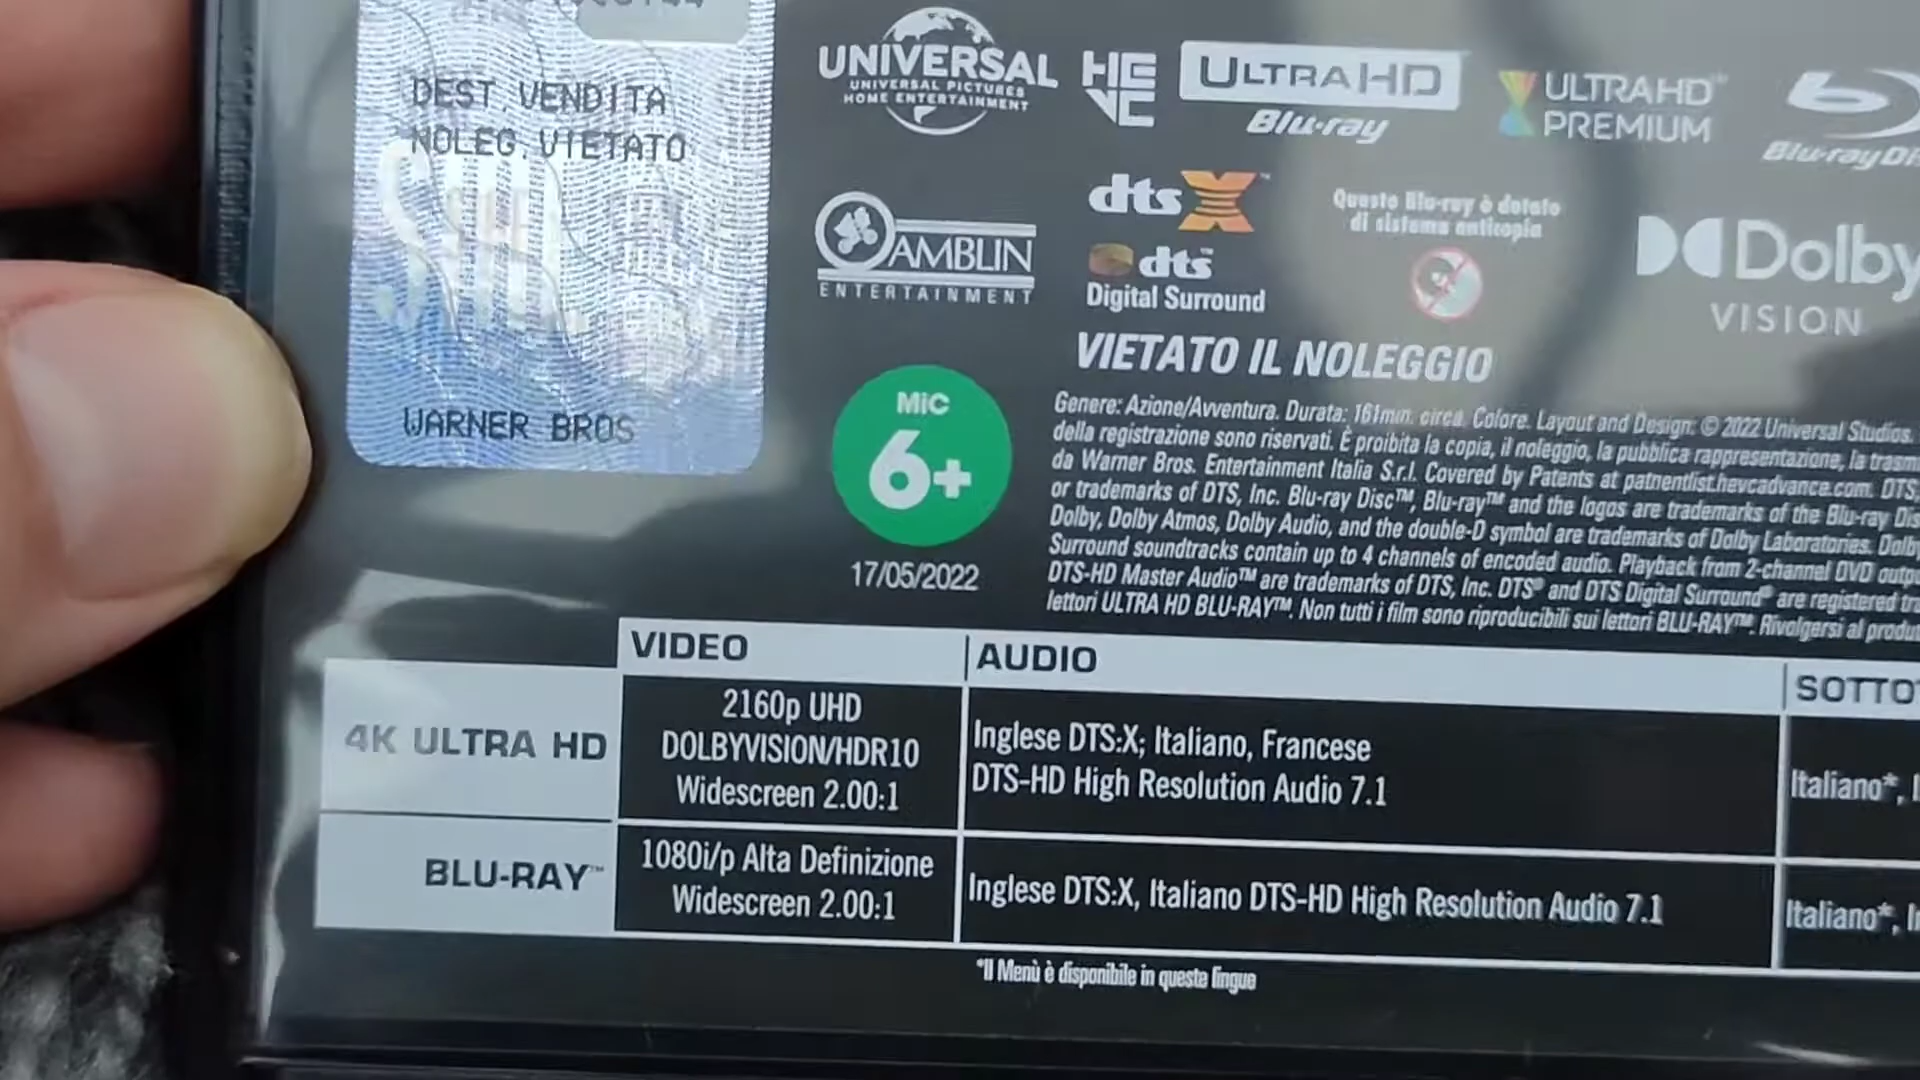 DEST.VENDITA
NOLEG.VIETATO
SIAE
WARNER BROS
UNIVERSAL
UNIVERSAL PICTURES
HOME ENTERTAINMENT
HEVC
ULTRA HD
Blu-ray
ULTRA HD
PREMIUM
Blu-ray
AMBLIN
ENTERTAINMENT
dts X
dts
Digital Surround
Questo Blu-ray è dotato
di sistema anticopia
Dolby
VISION
VIETATO IL NOLEGGIO
MiC
6+
17/05/2022
Genere: Azione/Avventura. Durata: 161min. circa. Colore. Layout and Design: © 2022 Universal Studios.
della registrazione sono riservati. È proibita la copia, il noleggio, la pubblica rappresentazione, la
da Warner Bros. Entertainment Italia S.r.l. Covered by Patents at patnentlist.hevcadvance.com. DTS,
or trademarks of DTS, Inc. Blu-ray Disc™, Blu-ray™ and the logos are trademarks of the Blu-ray
Dolby, Dolby Atmos, Dolby Audio, and the double-D symbol are trademarks of Dolby Laboratories.
Surround soundtracks contain up to 4 channels of encoded audio. Playback from 2-channel DVD
DTS-HD Master Audio™ are trademarks of DTS, Inc. DTS® and DTS Digital Surround® are registered
lettori ULTRA HD BLU-RAY™. Non tutti i film sono riproducibili sui lettori BLU-RAY™. Rivolgersi al
VIDEO
AUDIO
4K ULTRA HD
2160p UHD
DOLBYVISION/HDR10
Widescreen 2.00:1
Inglese DTS:X; Italiano, Francese
DTS-HD High Resolution Audio 7.1
Italiano*,
BLU-RAY™
1080i/p Alta Definizione
Widescreen 2.00:1
Inglese DTS:X, Italiano DTS-HD High Resolution Audio 7.1
Italiano*,
*Il Menù è disponibile in queste lingue